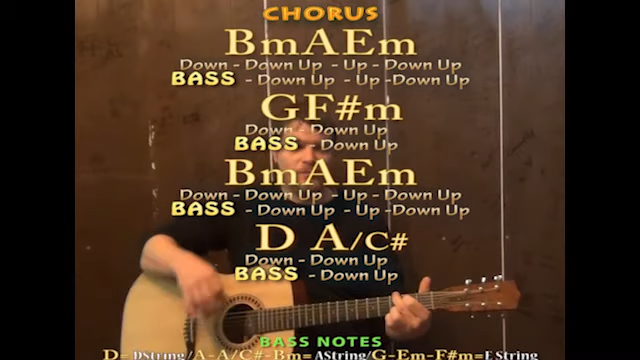 CHORUS
BmAEm
Down - Down Up - Up - Down Up
BASS - Down Up - Up -Down Up
GF#m
Down - Down Up
BASS - Down Up
BmAEm
Down - Down Up - Up - Down Up
BASS - Down Up - Up -Down Up
D A/C#
Down - Down Up
BASS - Down Up
BASS NOTES
D= DString/A-A/C#-Bm= AString/G-Em-F#m=E String